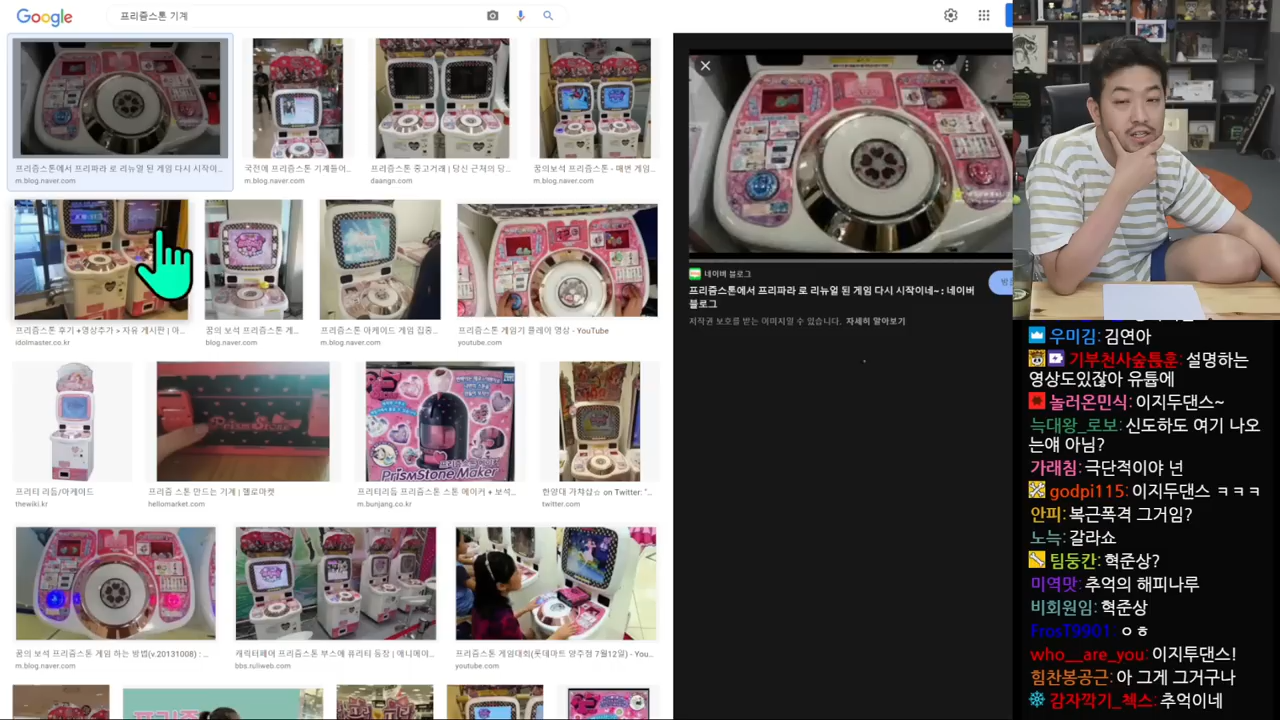 Google
프리즘스톤 기계
프리즘스톤에서 프리파라 로 리뉴얼 된 게임 다시 시작이...
m.blog.naver.com
국전에 프리즘스톤 기계들어...
m.blog.naver.com
프리즘스톤 중고거래 | 당신 근처의 당...
daangn.com
꿈의보석 프리즘스톤 - 매번 게임...
m.blog.naver.com
프리즘스톤 후기 +영상추가 > 자유 게시판 | 아...
idolmaster.co.kr
꿈의 보석 프리즘스톤 게...
blog.naver.com
프리즘스톤 아케이드 게임 집중...
m.blog.naver.com
프리즘스톤 게임기 플레이 영상 - YouTube
youtube.com
PrismStone
PrismStone Maker
프리티 리듬/아케이드
thewiki.kr
프리즘 스톤 만드는 기계 | 헬로마켓
hellomarket.com
프리티리듬 프리즘스톤 스톤 메이커 + 보석...
m.bunjang.co.kr
한양대 가차샵☆ on Twitter: "...
twitter.com
꿈의 보석 프리즘스톤 게임 하는 방법(v.20131008) : ...
m.blog.naver.com
캐릭터페어 프리즘스톤 부스에 퓨리티 등장 | 애니메이...
bbs.ruliweb.com
프리즘스톤 게임대회(롯데마트 양주형 7월12일) - You...
youtube.com
네이버 블로그
프리즘스톤에서 프리파라 로 리뉴얼 된 게임 다시 시작이네~ : 네이버
블로그
저작권 보호를 받는 이미지일 수 있습니다. 자세히 알아보기
우미김: 김연아
기부천사숲튽훈: 설명하는
영상도있잖아 유튭에
놀러온민식: 이지두댄스~
늑대왕_로보: 신도하도 여기 나오
는얘 아님?
가래침: 극단적이야 넌
godpi115: 이지두댄스 ㅋㅋㅋ
안피: 북근폭격 그거임?
노늑: 갈라쇼
팀둥칸: 혁준상?
미역맛: 추억의 해피나루
비회원임: 혁준상
FrosT9901: ㅇㅎ
who__are_you: 이지투댄스!
힘찬봉공근: 아 그게 그거구나
감자깎기_첵스: 추억이네